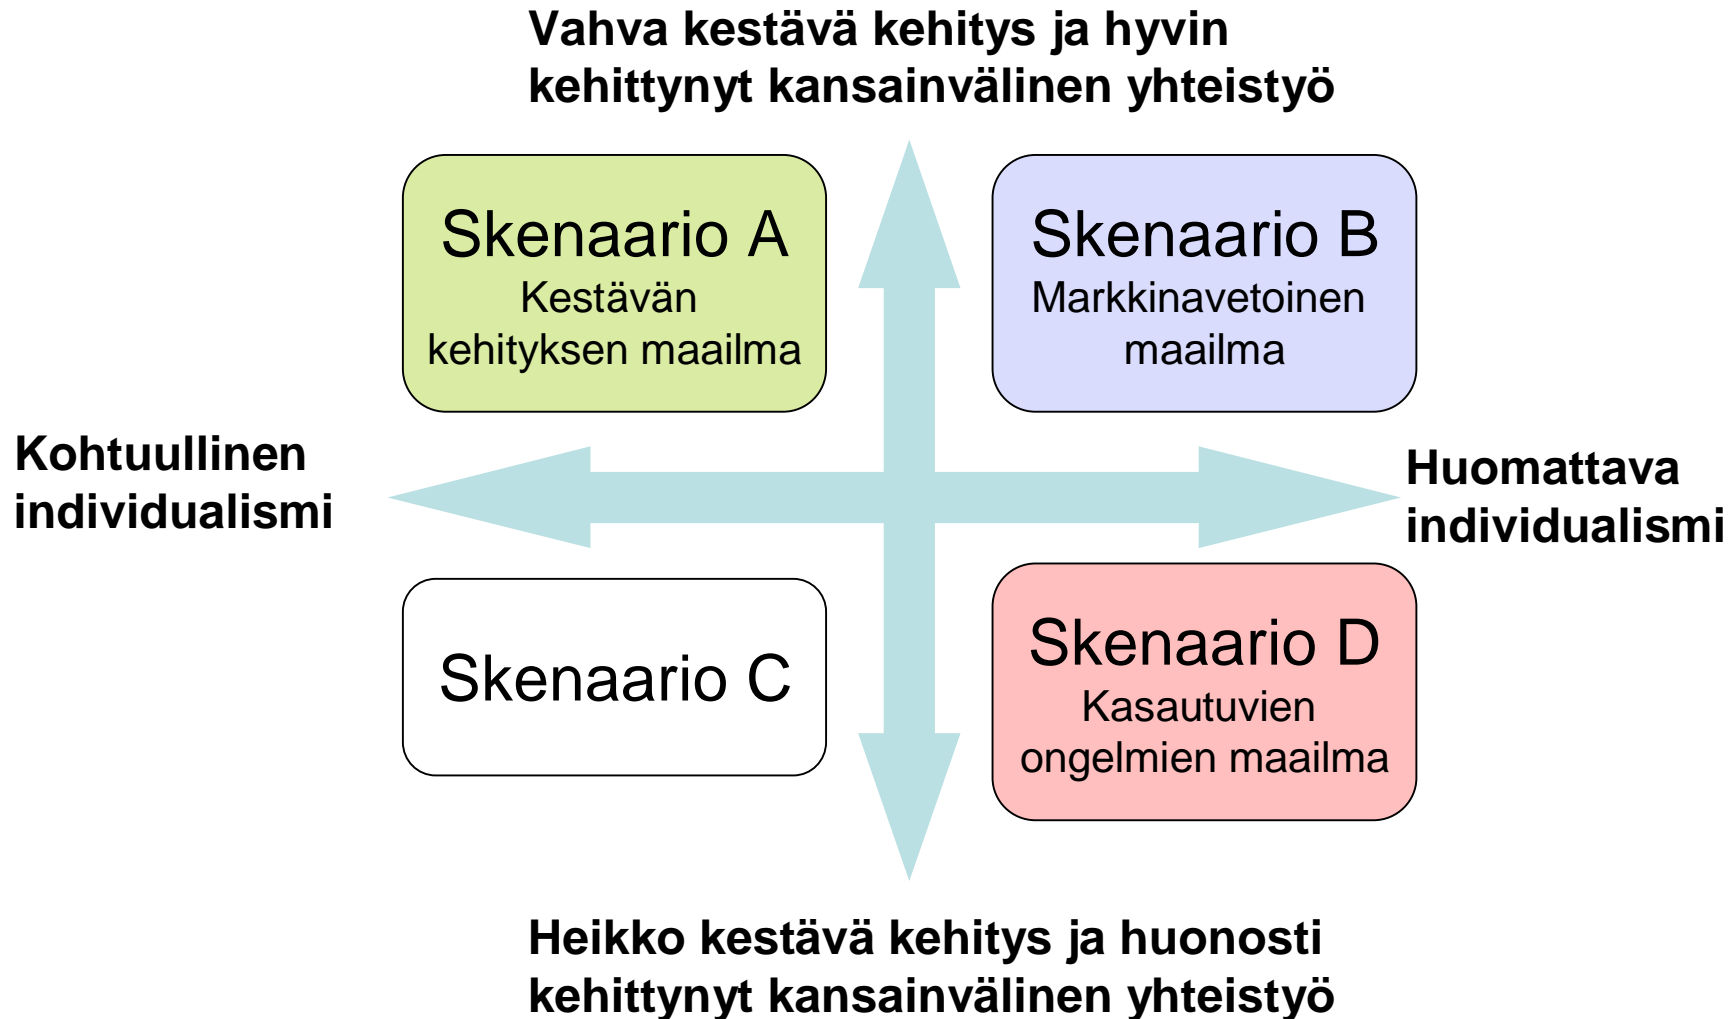 Vahva kestävä kehitys ja hyvin
kehittynyt kansainvälinen yhteistyö
Skenaario A
Kestävän
kehityksen maailma
Skenaario B
Markkinavetoinen
maailma
Kohtuullinen
individualismi
Huomattava
individualismi
Skenaario C
Skenaario D
Kasautuvien
ongelmien maailma
Heikko kestävä kehitys ja huonosti
kehittynyt kansainvälinen yhteistyö